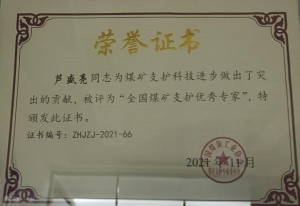 荣誉证书
芦盛亮同志为煤矿支护科技进步做出了突
出的贡献，被评为“全国煤矿支护优秀专家”，特
颁发此证书。
证书编号：ZHJZJ-2021-66
2021年11月